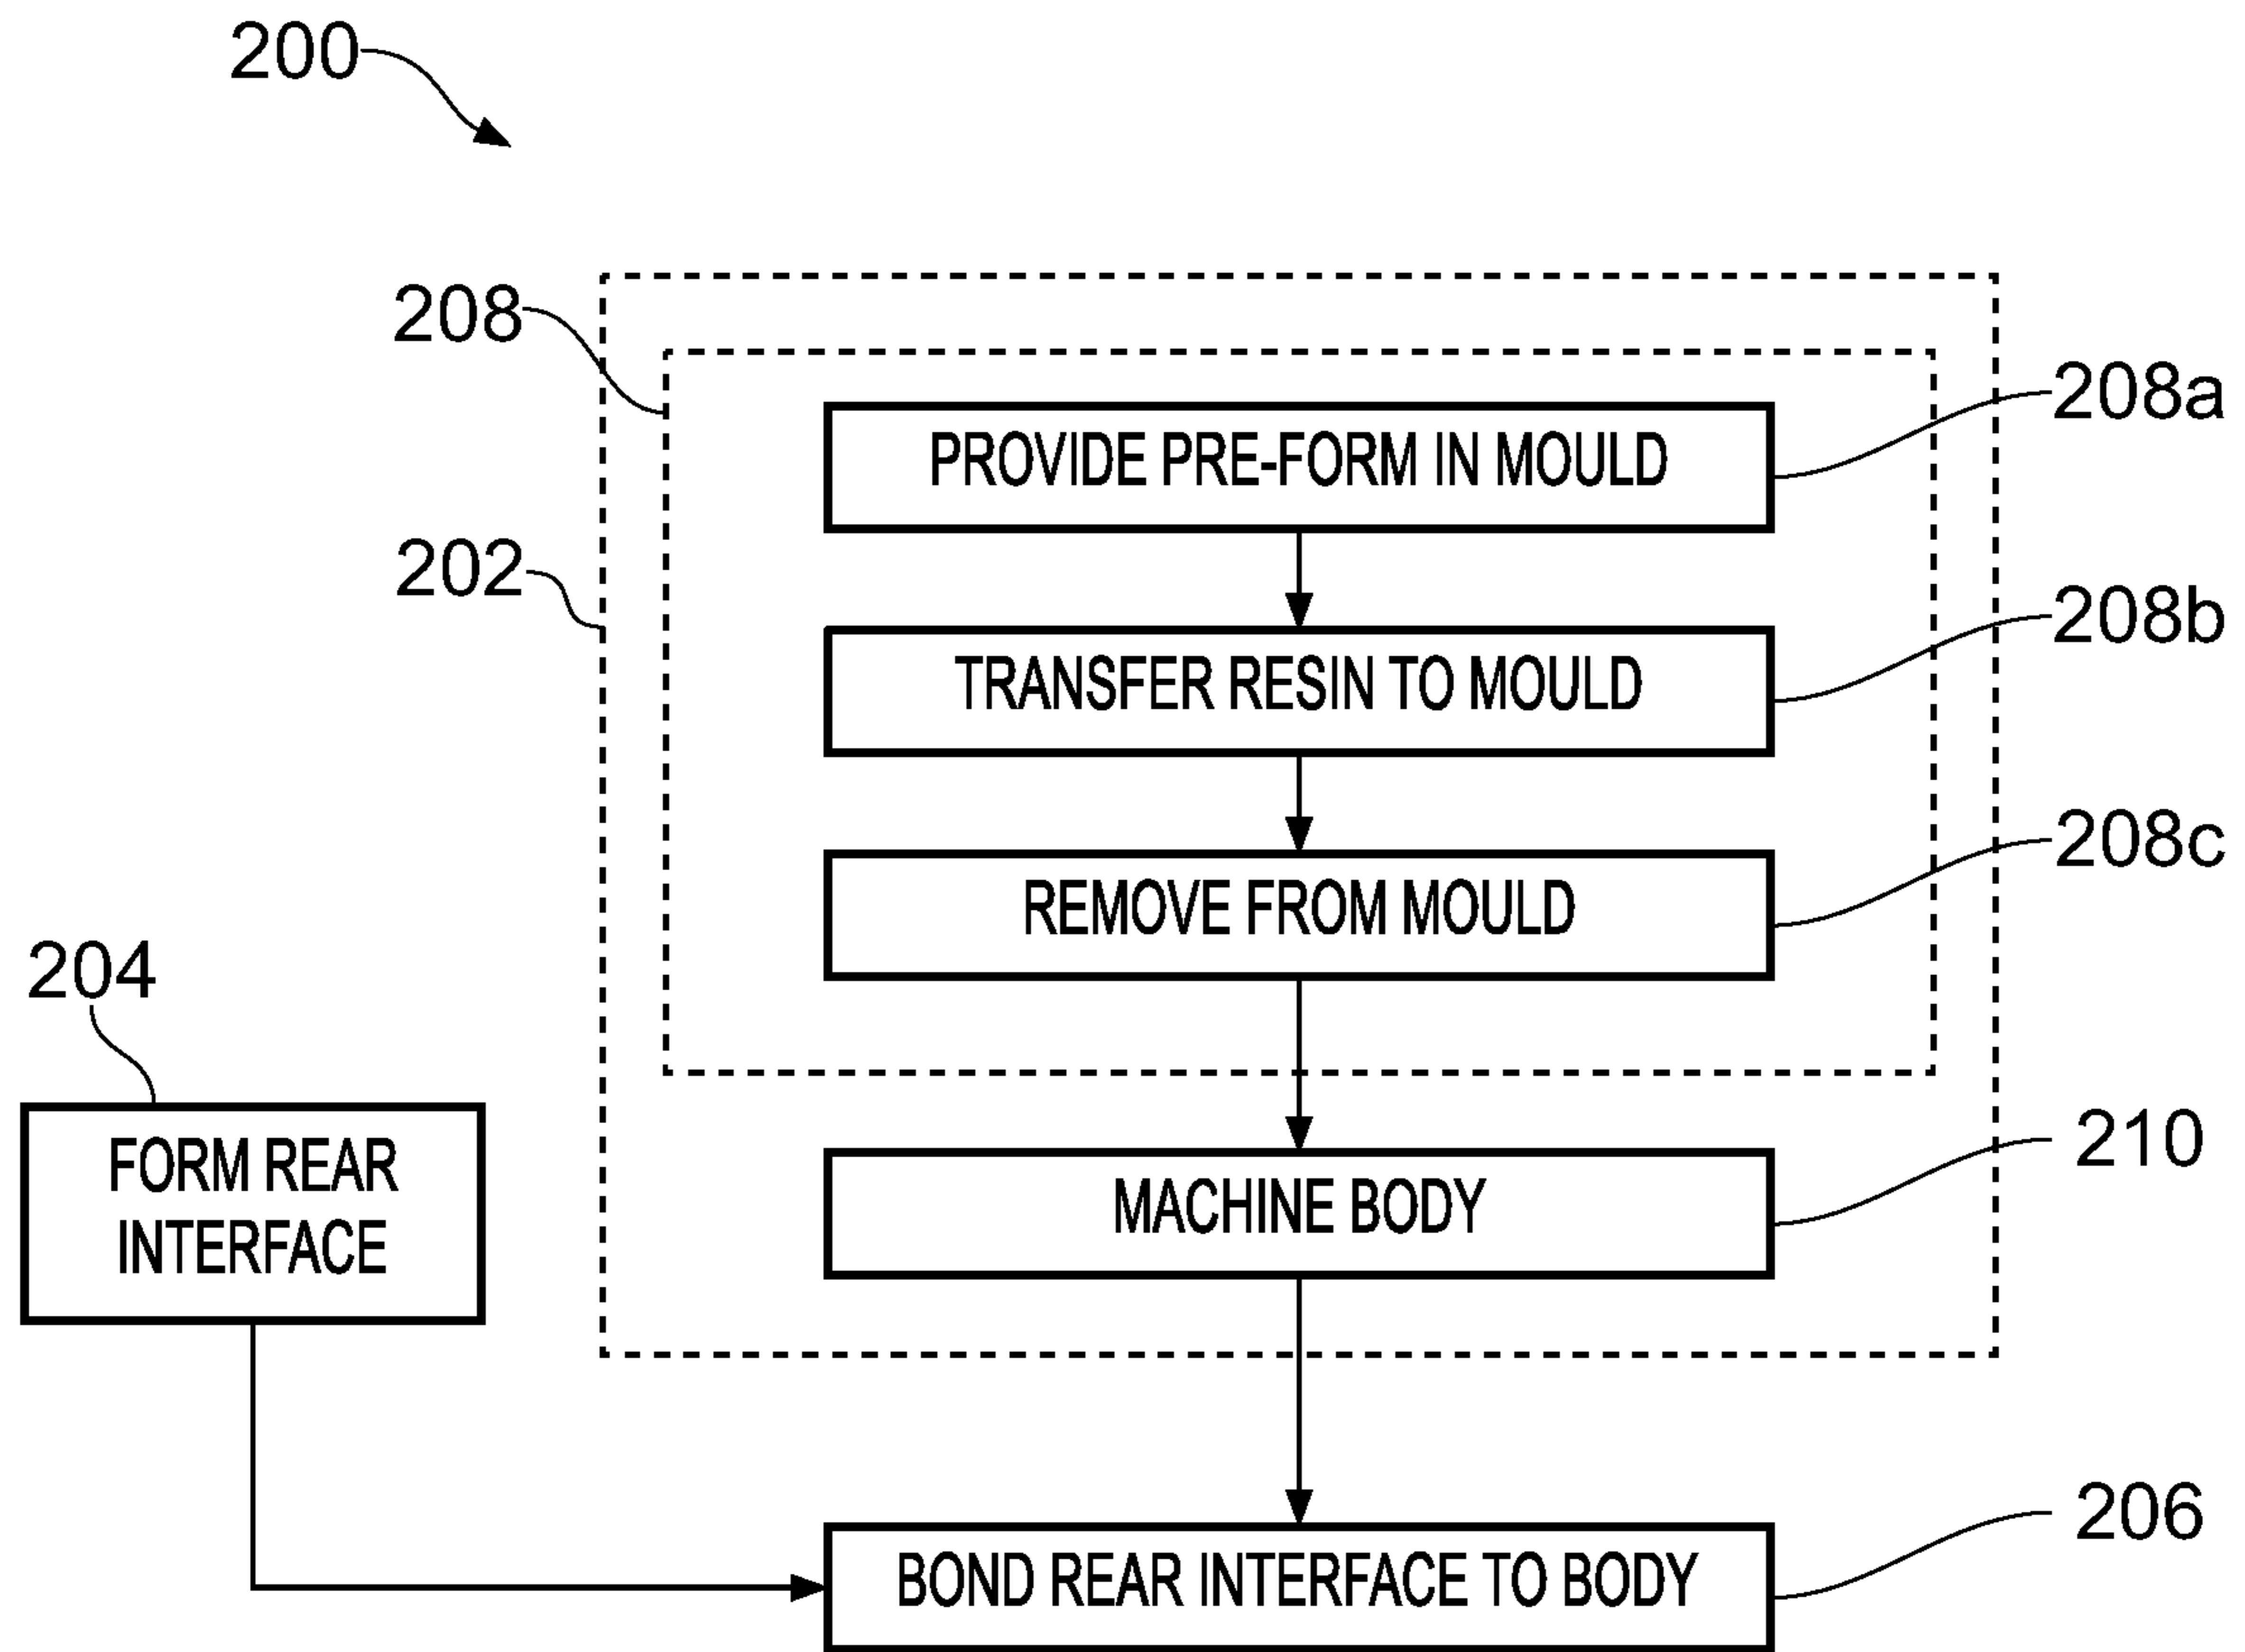 200
208
208a
PROVIDE PRE-FORM IN MOULD
202
208b
TRANSFER RESIN TO MOULD
208c
REMOVE FROM MOULD
204
FORM REAR
INTERFACE
210
MACHINE BODY
206
BOND REAR INTERFACE TO BODY